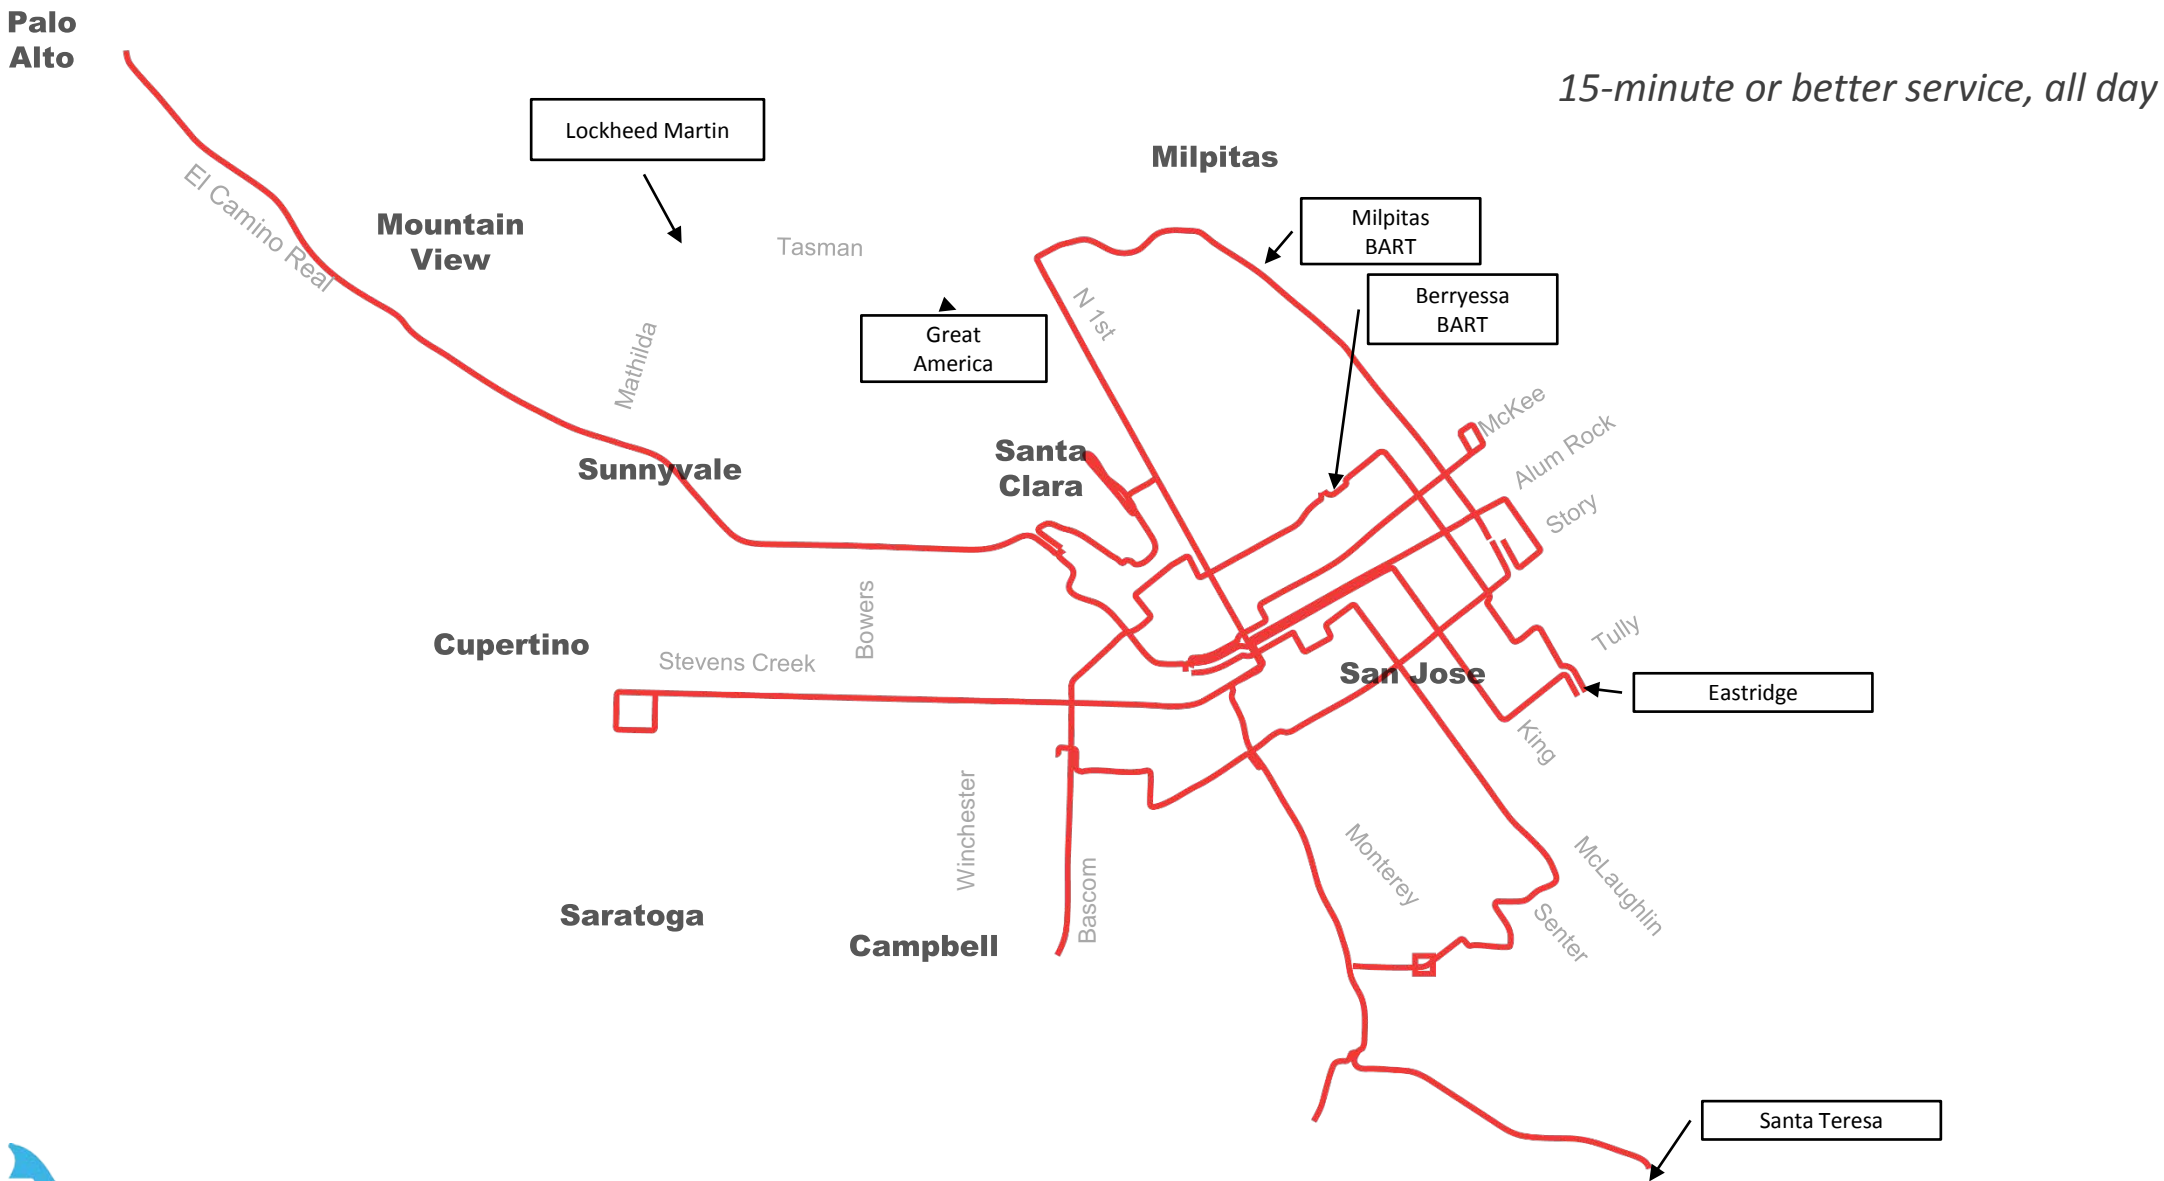 Palo
Alto
15-minute or better service, all day
Lockheed Martin
Milpitas
El Camino Real
Mountain
View
Tasman
Milpitas
BART
Berryessa
BART
N 1st
Great
America
Mathilda
McKee
Alum Rock
Santa
Clara
Sunnyvale
Story
Bowers
Tully
Cupertino
Stevens Creek
San Jose
Eastridge
King
Winchester
Bascom
Monterey
McLaughlin
Senter
Saratoga
Campbell
Santa Teresa